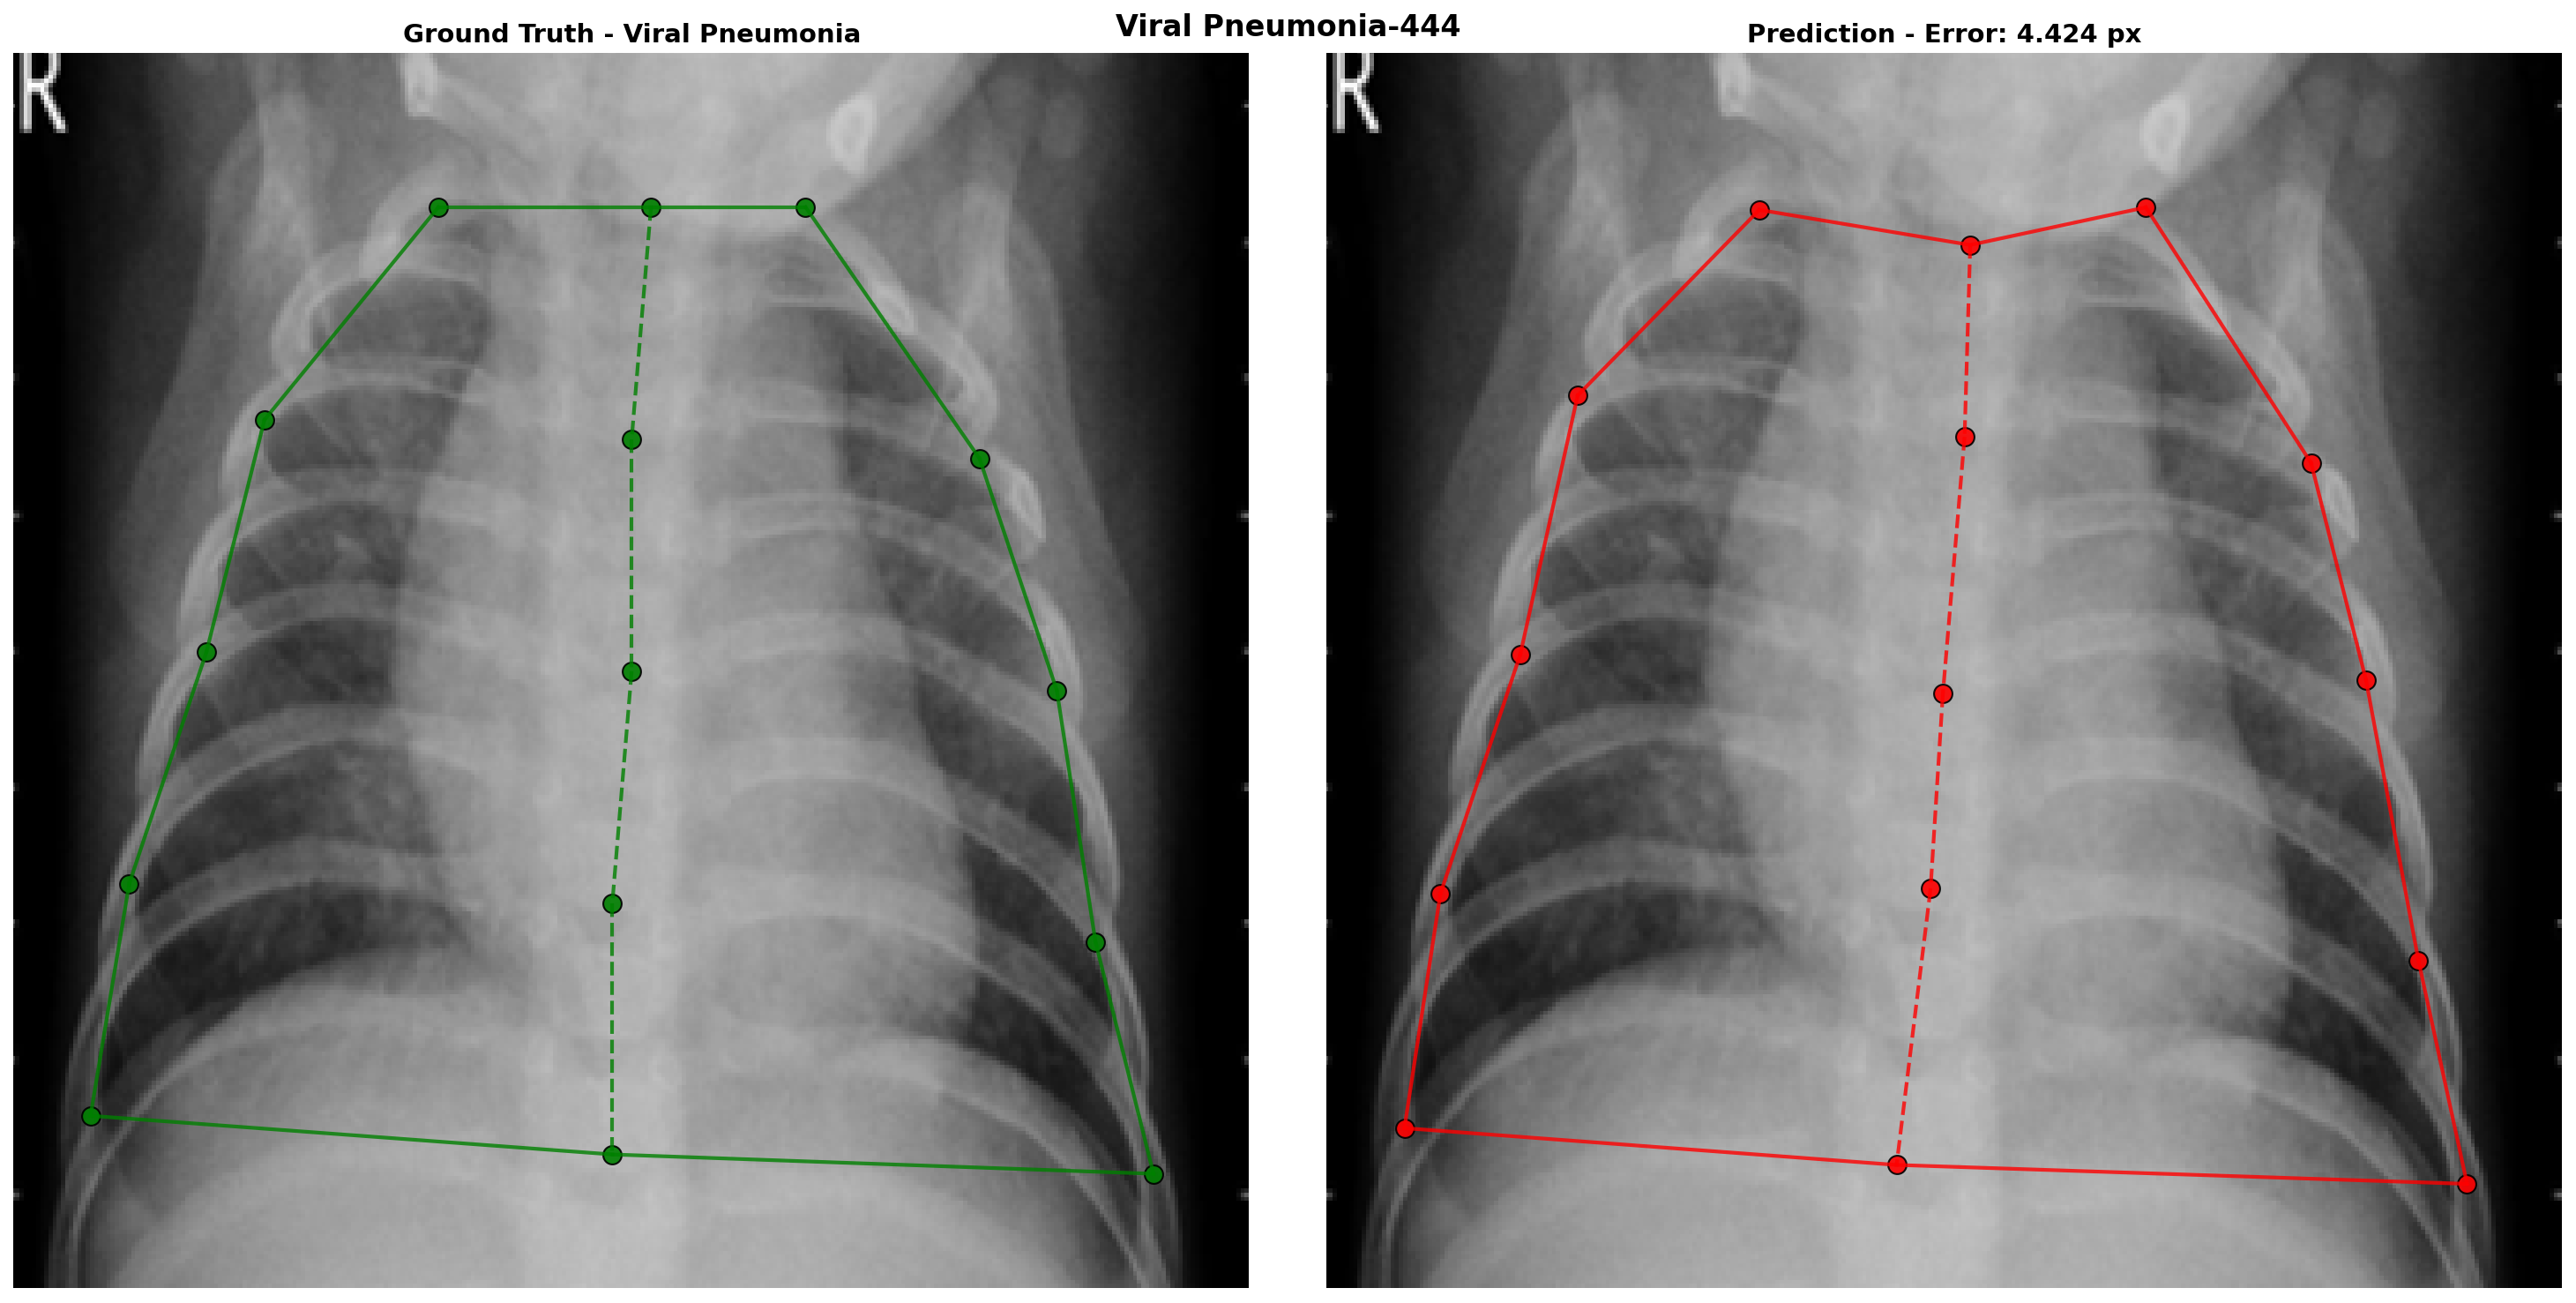 Viral Pneumonia-444
Ground Truth - Viral Pneumonia
Prediction - Error: 4.424 px
R
R